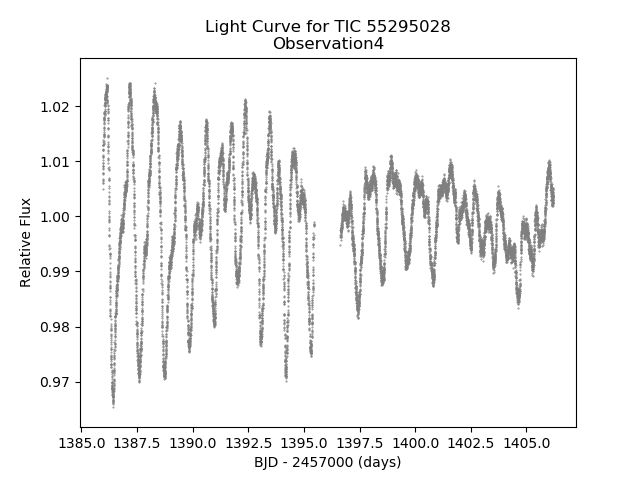 Light Curve for TIC 55295028
Observation4
1.02
1.01
1.00
0.99
0.98
0.97
Relative Flux
1385.0 1387.5 1390.0 1392.5 1395.0 1397.5 1400.0 1402.5 1405.0
BJD - 2457000 (days)